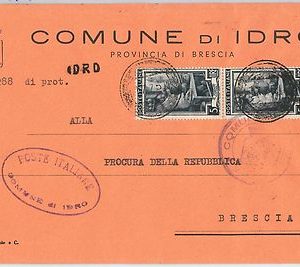 COMUNE DI IDRO
PROVINCIA DI BRESCIA
IDRO
288 di prot.
ALLA
PROCURA DELLA REPUBBLICA
POSTE ITALIANE
COMUNE di IDRO
BRESCIA